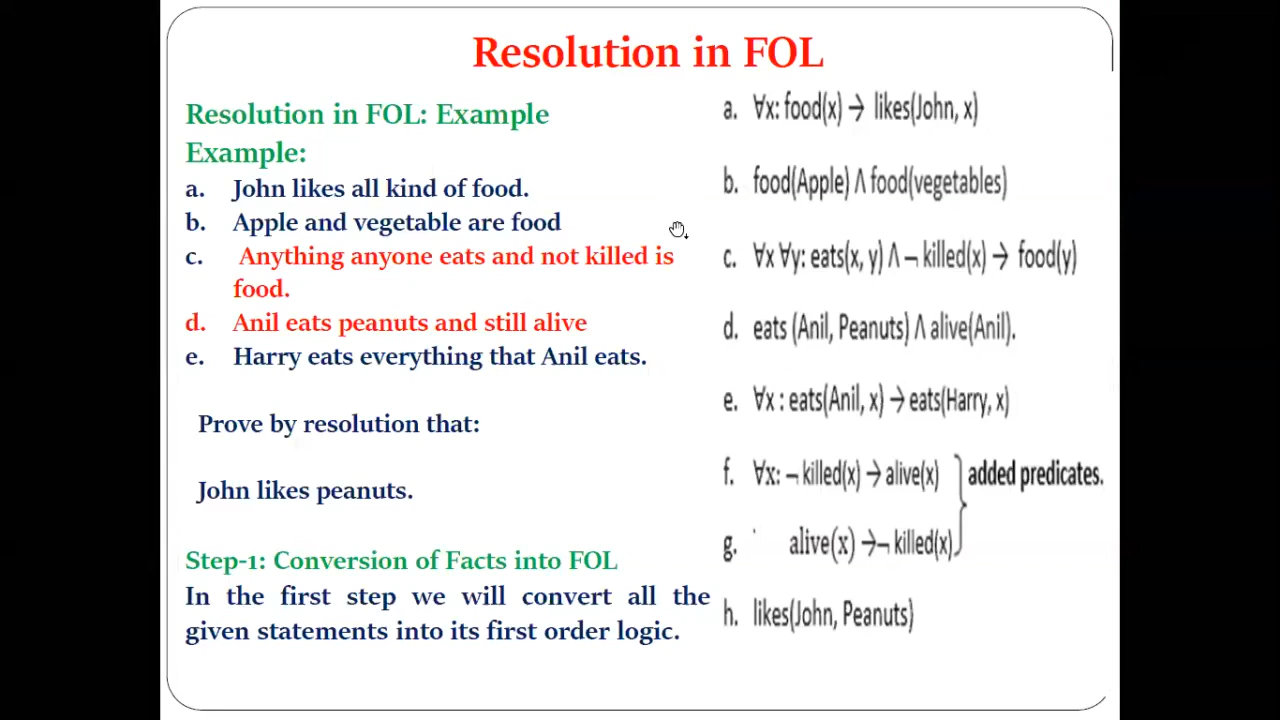 Resolution in FOL
Resolution in FOL: Example
Example:
a. John likes all kind of food.
b. Apple and vegetable are food
c. Anything anyone eats and not killed is
food.
d. Anil eats peanuts and still alive
e. Harry eats everything that Anil eats.
Prove by resolution that:
John likes peanuts.
Step-1: Conversion of Facts into FOL
In the first step we will convert all the
given statements into its first order logic.
a. ∀x: food(x) → likes(John, x)
b. food(Apple) Λ food(vegetables)
c. ∀x ∀y: eats(x, y) Λ ¬ killed(x) → food(y)
d. eats (Anil, Peanuts) Λ alive(Anil).
e. ∀x : eats(Anil, x) → eats(Harry, x)
f. ∀x: ¬ killed(x) → alive(x)
added predicates.
g. alive(x) → ¬ killed(x)
h. likes(John, Peanuts)